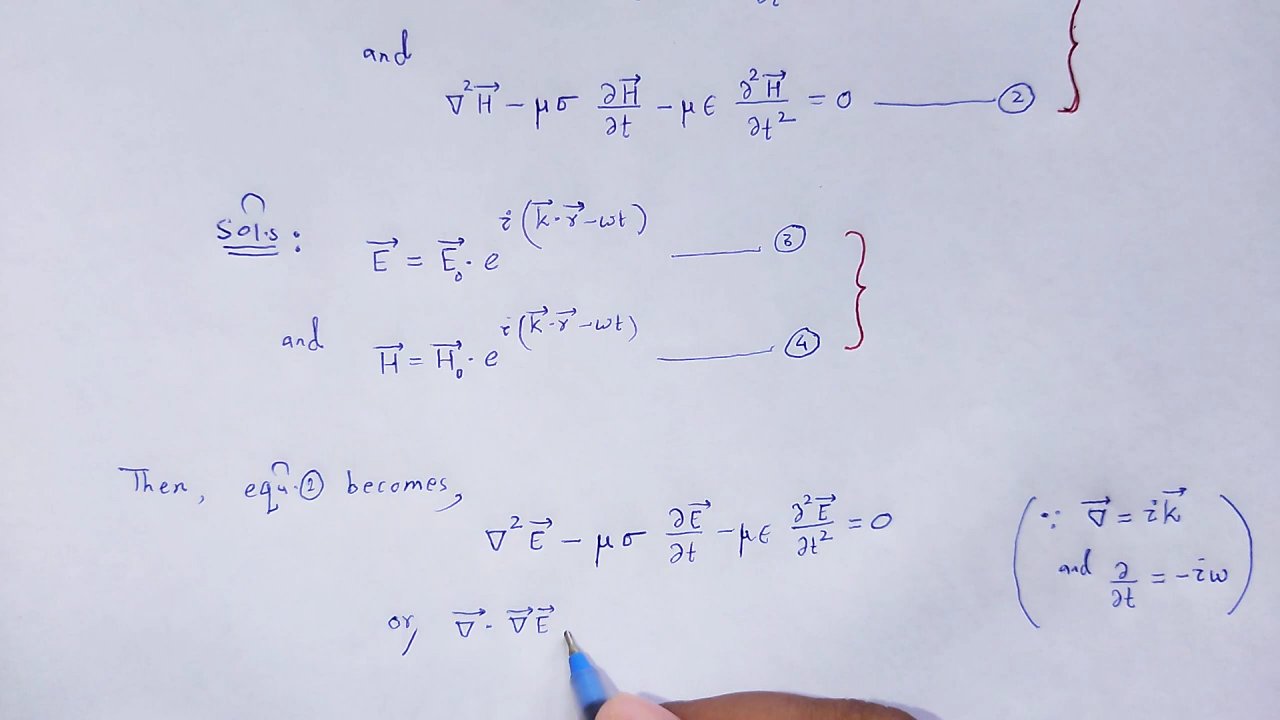 and
∇²H⃗ − μσ ∂H⃗/∂t − με ∂²H⃗/∂t² = 0 ——— ②
Sol.s : E⃗ = E⃗₀ · e^{i(k⃗·r⃗−ωt)} ——— ③
and H⃗ = H⃗₀ · e^{i(k⃗·r⃗−ωt)} ——— ④
Then, equ. ① becomes,
∇²E⃗ − μσ ∂E⃗/∂t − με ∂²E⃗/∂t² = 0
(∵ ∇⃗ = ik⃗
and ∂/∂t = −iω)
or, ∇⃗ · ∇⃗E⃗